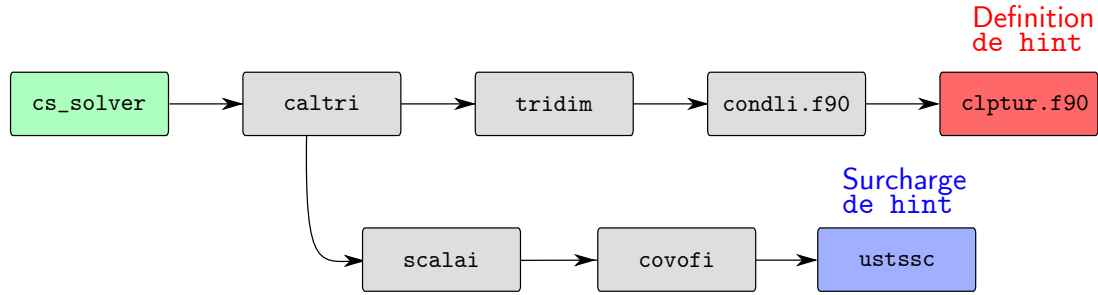 Definition
de hint
cs_solver
caltri
tridim
condli.f90
clptur.f90
Surcharge
de hint
scalai
covofi
ustssc